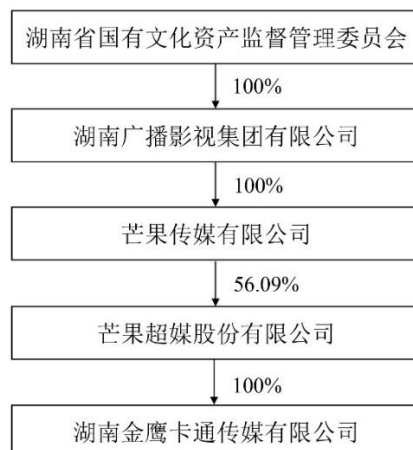 湖南省国有文化资产监督管理委员会
100%
湖南广播影视集团有限公司
100%
芒果传媒有限公司
56.09%
芒果超媒股份有限公司
100%
湖南金鹰卡通传媒有限公司